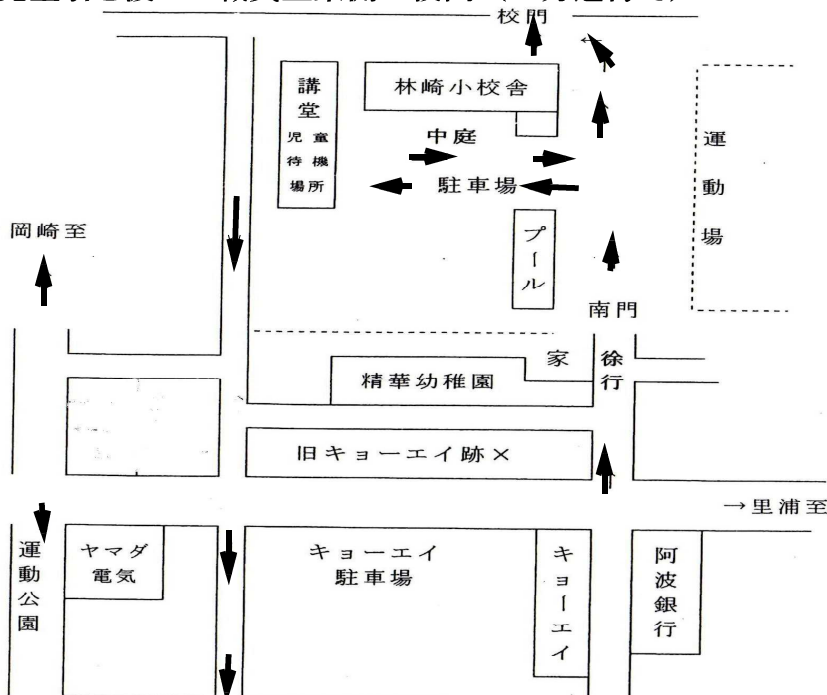 校門
←
講堂
児童
待機
場所
林崎小校舎
中庭
駐車場
運動場
岡崎至
プール
南門
家
徐行
精華幼稚園
旧キョーエイ跡×
→里浦至
運動公園
ヤマダ
電気
キョーエイ
駐車場
キョーエイ
阿波銀行